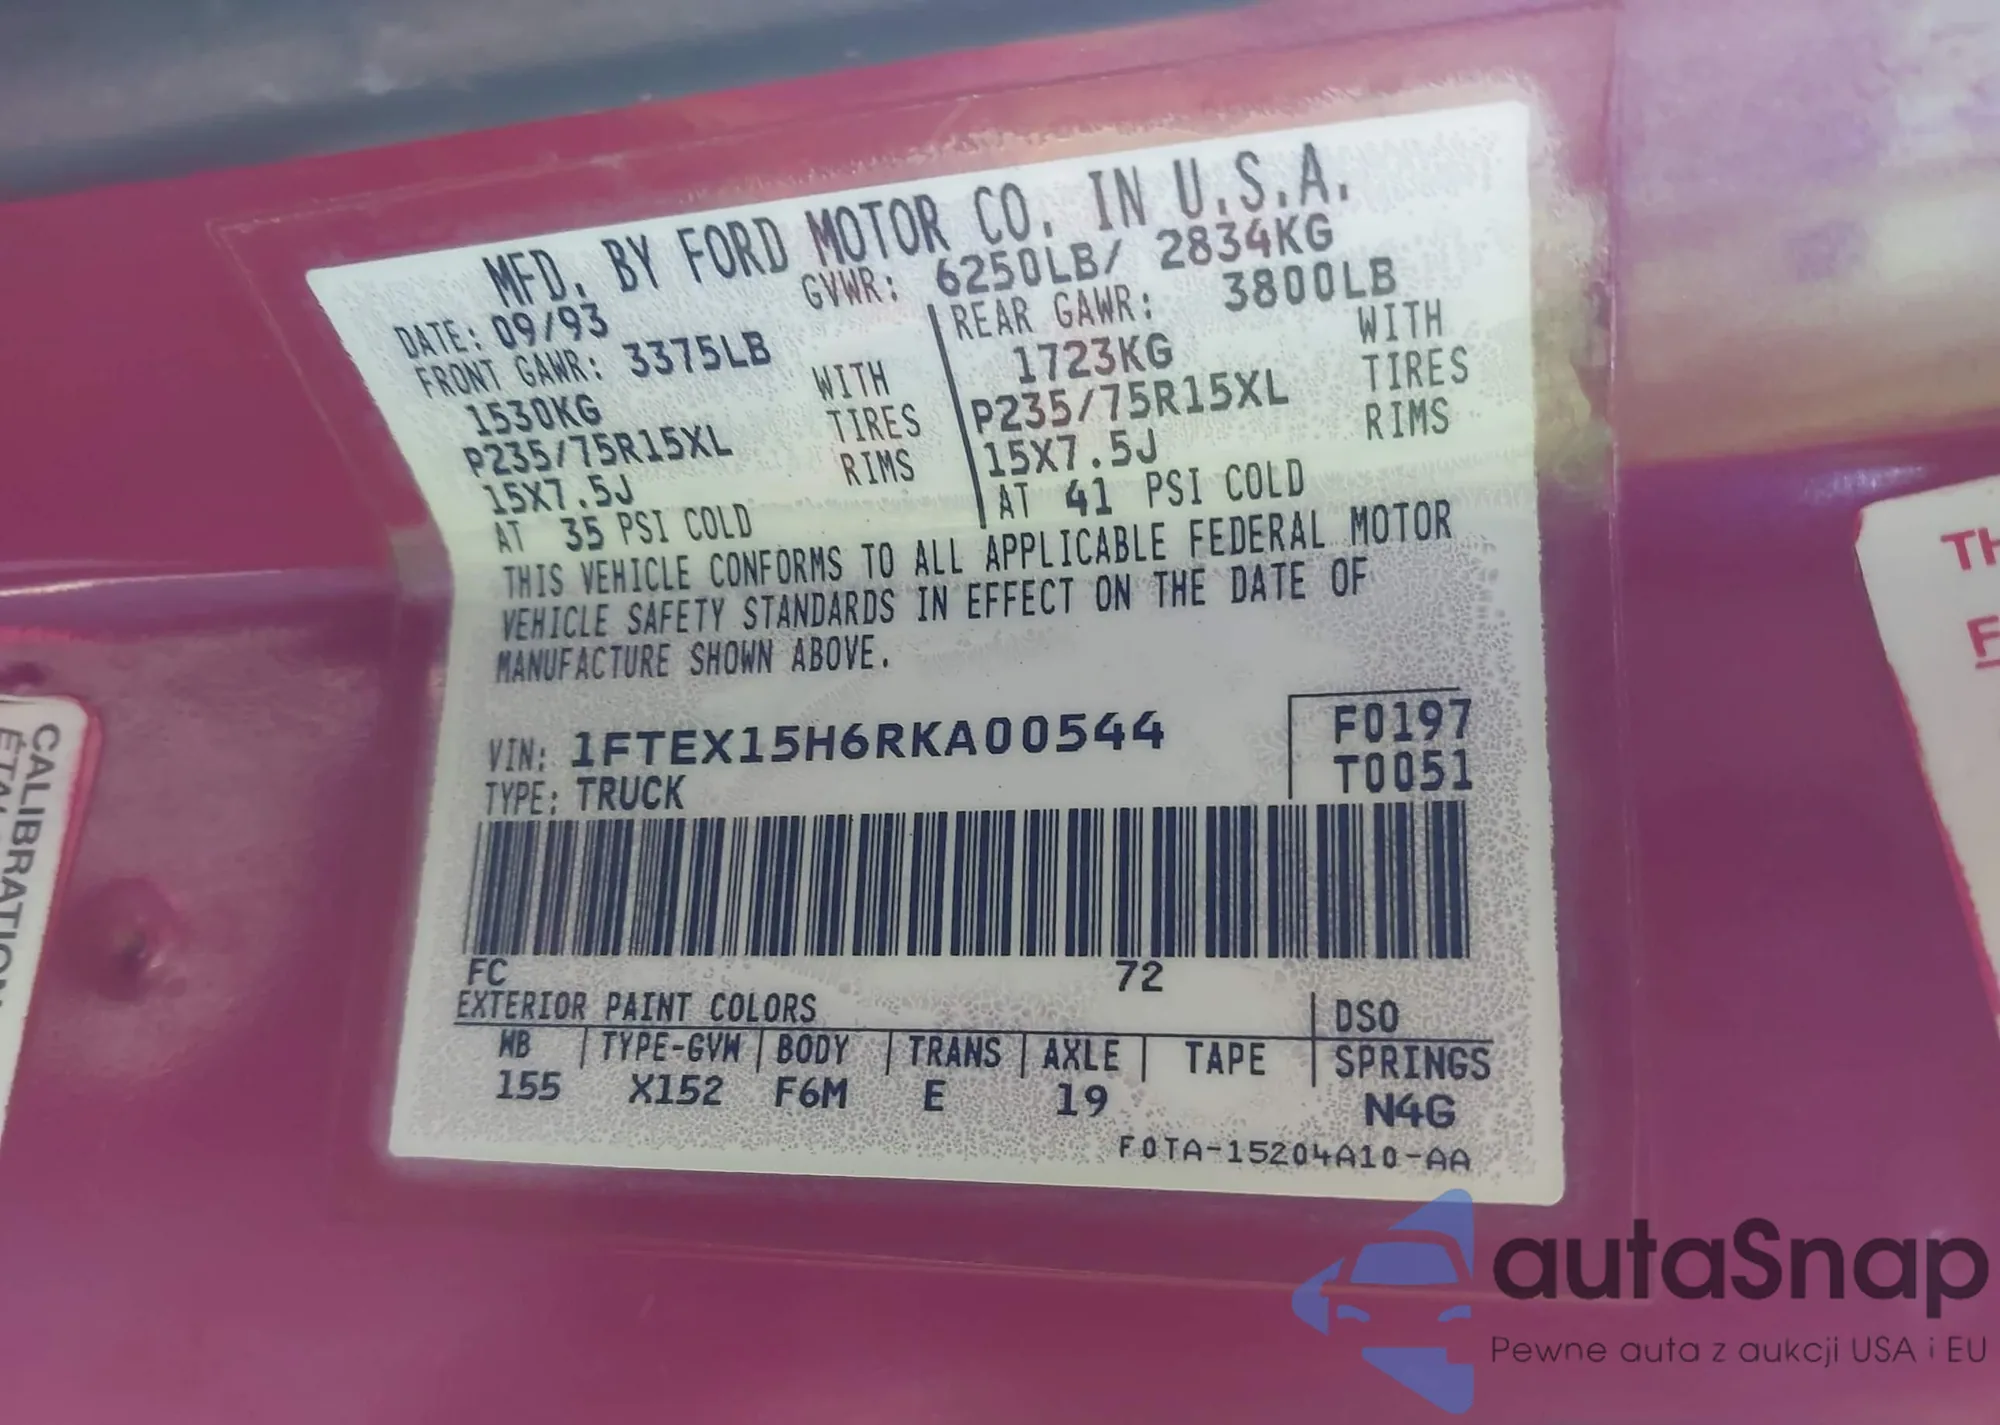 MFD. BY FORD MOTOR CO. IN U.S.A.
DATE: 09/93 GVWR: 6250LB/ 2834KG
FRONT GAWR: 3375LB REAR GAWR: 3800LB
1530KG WITH 1723KG WITH
P235/75R15XL TIRES P235/75R15XL TIRES
15X7.5J RIMS 15X7.5J RIMS
AT 35 PSI COLD AT 41 PSI COLD
THIS VEHICLE CONFORMS TO ALL APPLICABLE FEDERAL MOTOR
VEHICLE SAFETY STANDARDS IN EFFECT ON THE DATE OF
MANUFACTURE SHOWN ABOVE.
VIN: 1FTEX15H6RKA00544 F0197
TYPE: TRUCK T0051
FC 72
EXTERIOR PAINT COLORS DSO
WB TYPE-GVW BODY TRANS AXLE TAPE SPRINGS
155 X152 F6M E 19 N4G
F0TA-15204A10-AA
CALIBRATION
autaSnap
Pewne auta z aukcji USA i EU